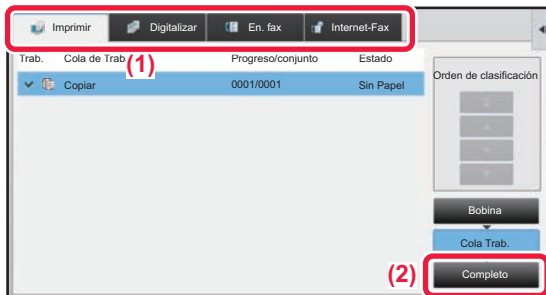 Imprimir Digitalizar En. fax Internet-Fax
Trab. Cola de Trab. Progreso/conjunto Estado
(1)
Copiar 0001/0001 Sin Papel
Orden de clasificación
Bobina
Cola Trab.
(2) Completo